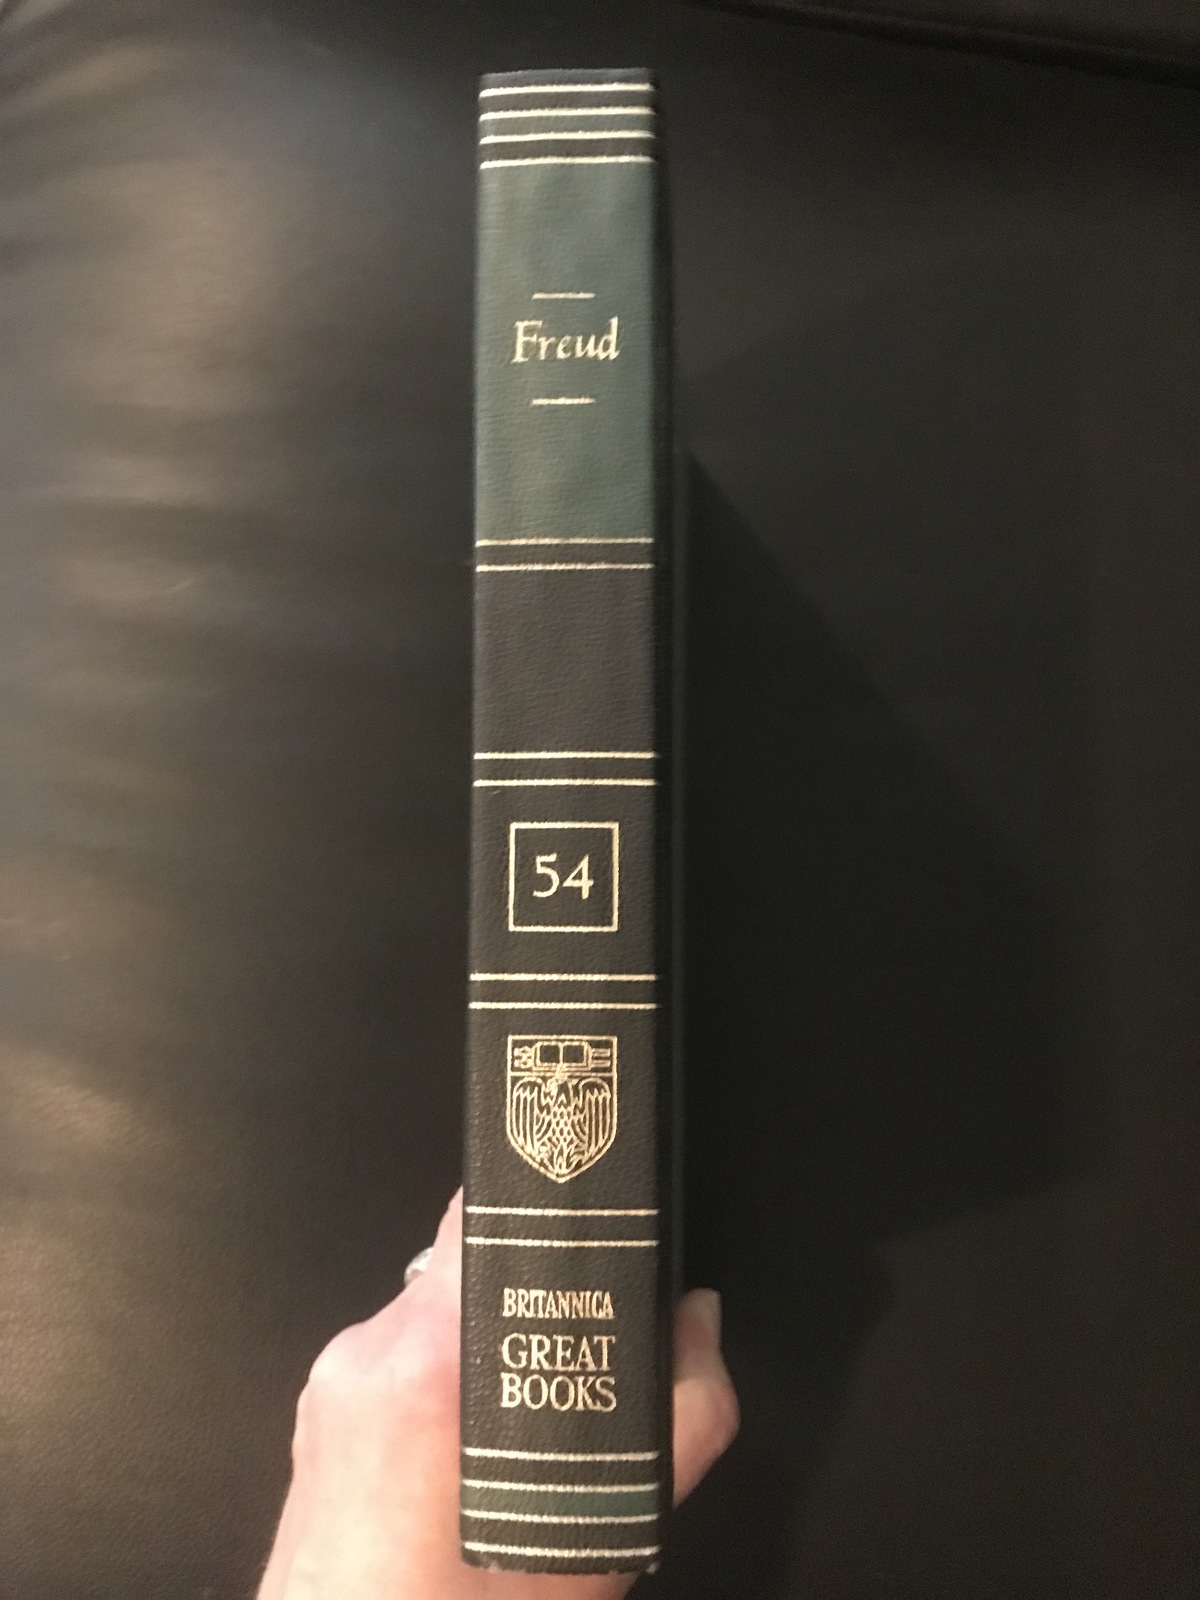 Freud
54
BRITANNICA
GREAT
BOOKS